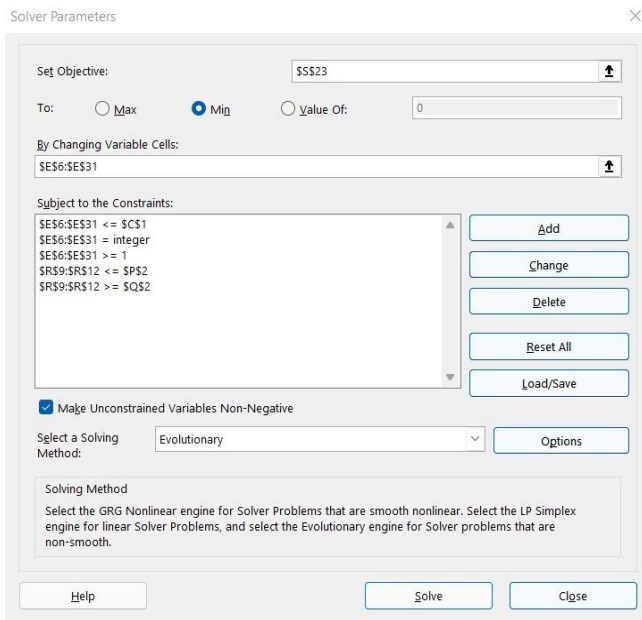 Solver Parameters
Set Objective:
$S$23
To:
Max
Min
Value Of:
0
By Changing Variable Cells:
$E$6:$E$31
Subject to the Constraints:
$E$6:$E$31 <= $C$1
$E$6:$E$31 = integer
$E$6:$E$31 >= 1
$R$9:$R$12 <= $P$2
$R$9:$R$12 >= $Q$2
Add
Change
Delete
Reset All
Load/Save
Make Unconstrained Variables Non-Negative
Select a Solving
Method:
Evolutionary
Options
Solving Method
Select the GRG Nonlinear engine for Solver Problems that are smooth nonlinear. Select the LP Simplex
engine for linear Solver Problems, and select the Evolutionary engine for Solver problems that are
non-smooth.
Help
Solve
Close